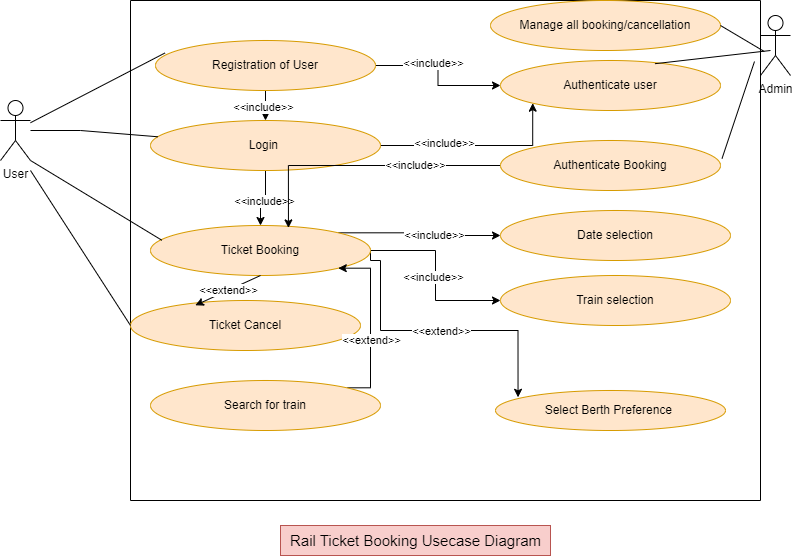 Manage all booking/cancellation
Registration of User
<<include>>
Authenticate user
Admin
<<include>>
Login
<<include>>
Authenticate Booking
<<include>>
User
<<include>>
Ticket Booking
<<include>>
Date selection
<<include>>
<<extend>>
Train selection
Ticket Cancel
<<extend>>
<<extend>>
Search for train
Select Berth Preference
Rail Ticket Booking Usecase Diagram